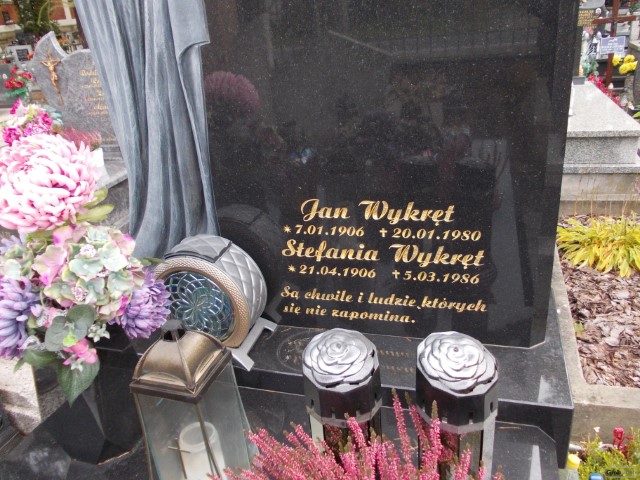 Jan Wykręt
* 7.01.1906 + 20.01.1980
Stefania Wykręt
* 21.04.1906 + 5.03.1986
Są chwile i ludzie, których
się nie zapomina.